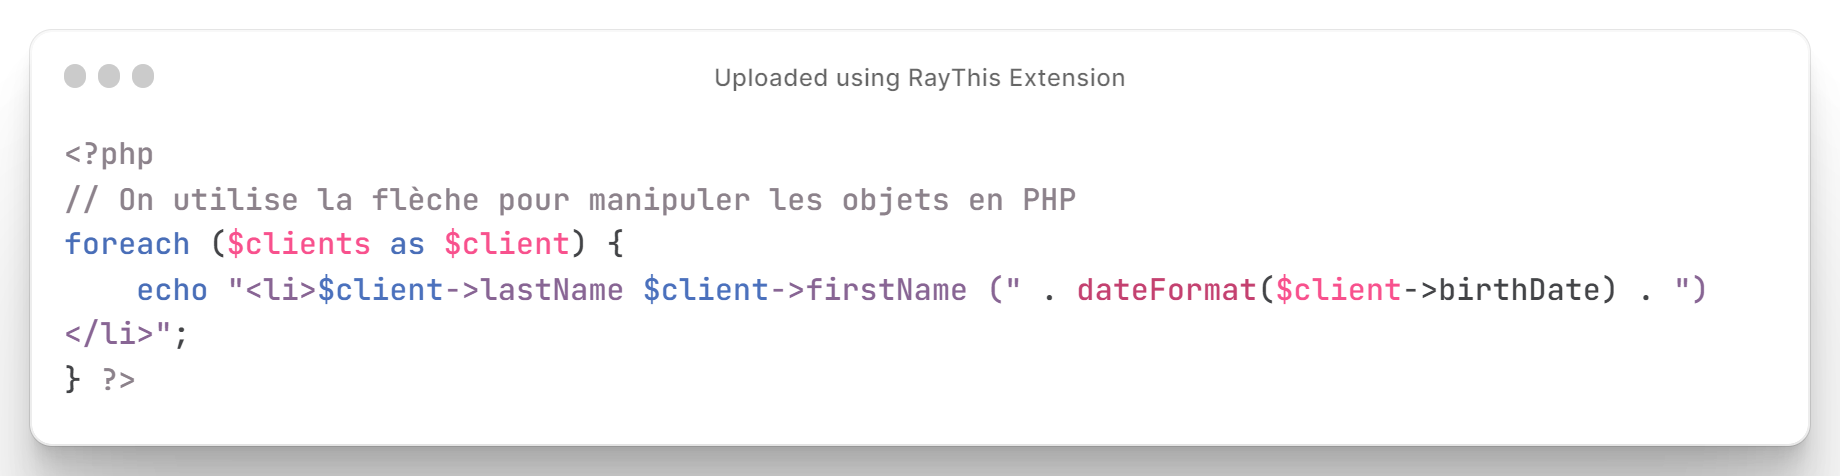 Uploaded using RayThis Extension
<?php
// On utilise la flèche pour manipuler les objets en PHP
foreach ($clients as $client) {
    echo "<li>$client->lastName $client->firstName (" . dateFormat($client->birthDate) . ")
</li>";
} ?>